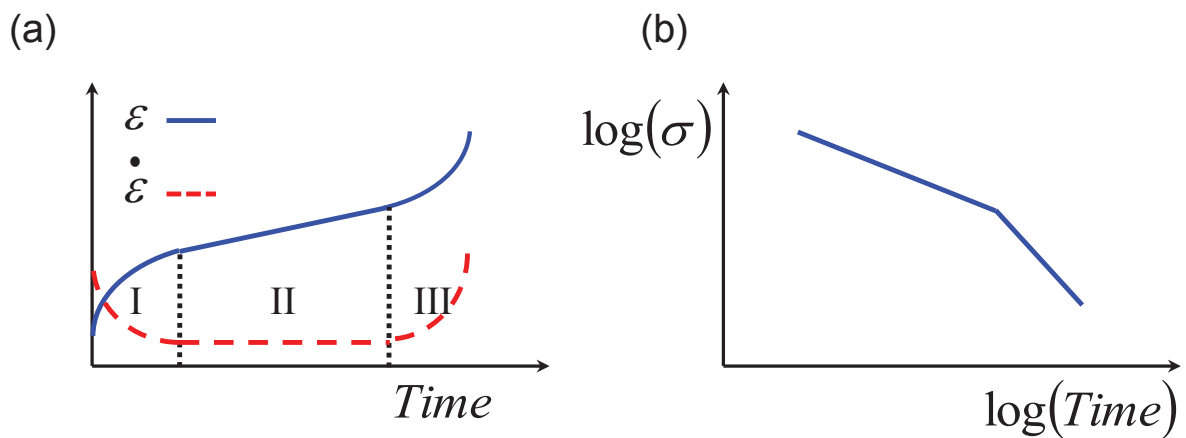 (a)
ε
ε̇
I II III
Time
(b)
log(σ)
log(Time)